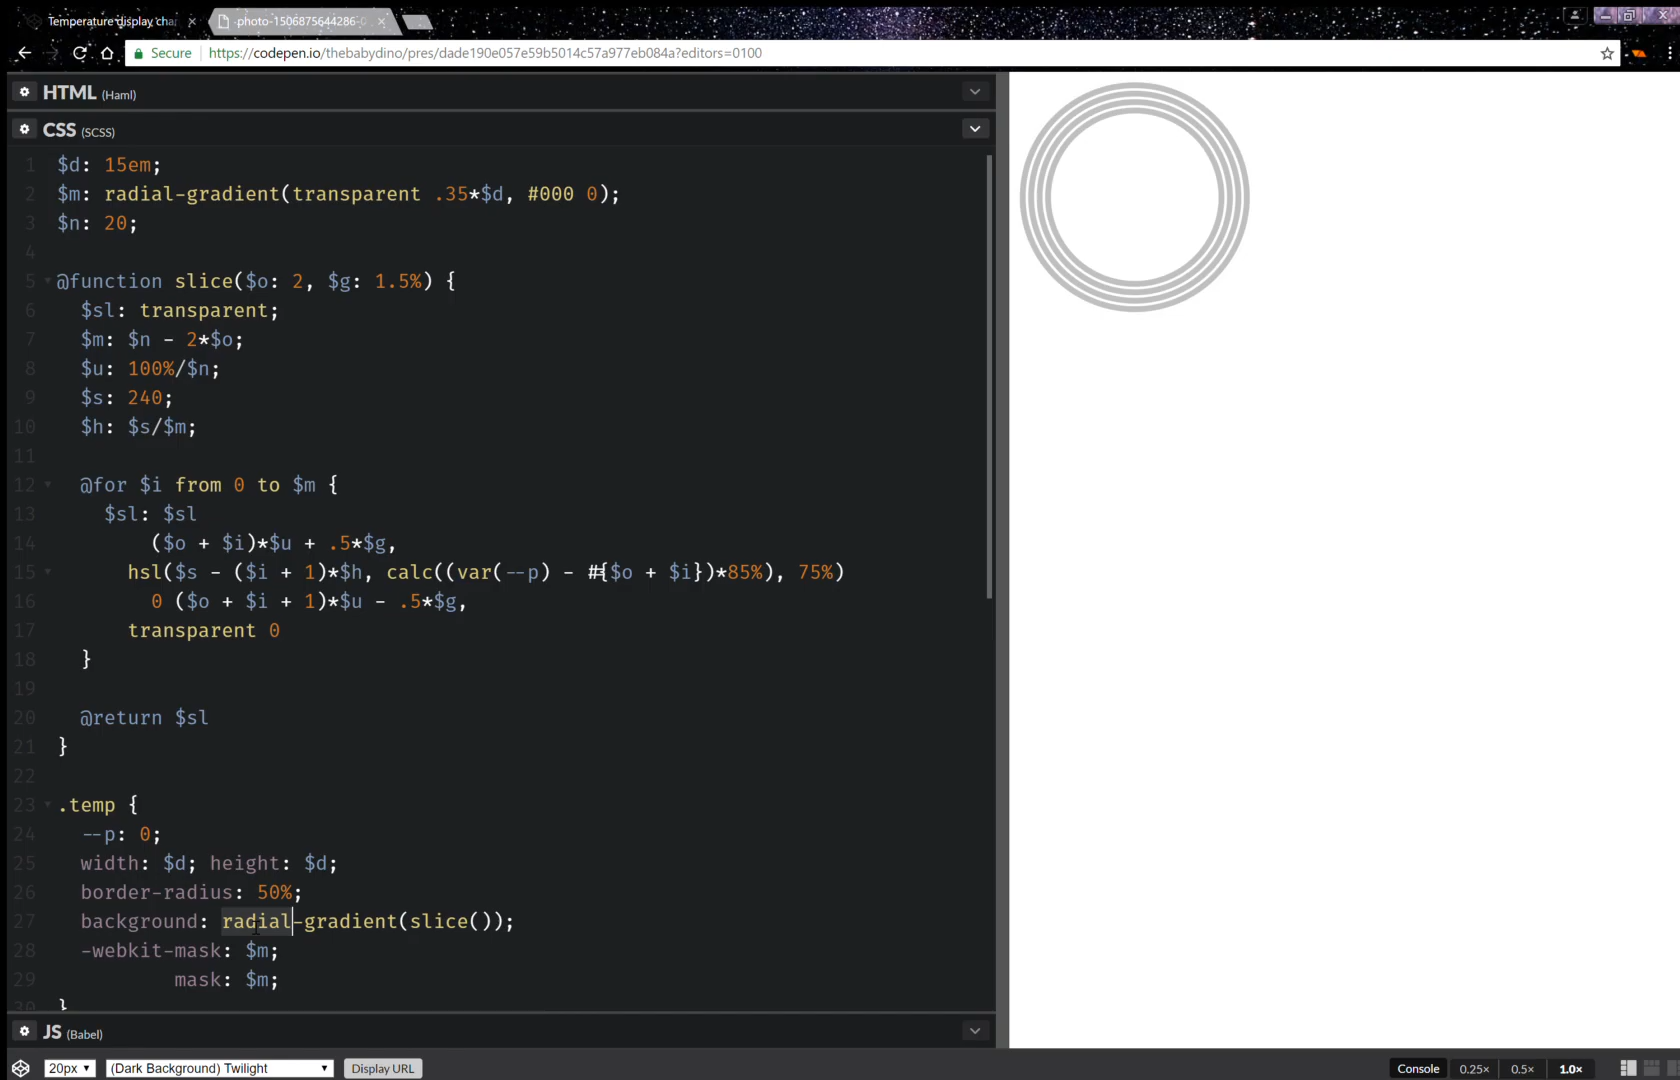 Temperature display cha
photo-1506875644286-
Secure https://codepen.io/thebabydino/pres/dade190e057e59b5014c57a977eb084a?editors=0100
HTML (Haml)
CSS (SCSS)
1 $d: 15em;
2 $m: radial-gradient(transparent .35*$d, #000 0);
3 $n: 20;
4
5 @function slice($o: 2, $g: 1.5%) {
6 $sl: transparent;
7 $m: $n - 2*$o;
8 $u: 100%/$n;
9 $s: 240;
10 $h: $s/$m;
11
12 @for $i from 0 to $m {
13 $sl: $sl
14 ($o + $i)*$u + .5*$g,
15 hsl($s - ($i + 1)*$h, calc((var(--p) - #{$o + $i})*85%), 75%)
16 0 ($o + $i + 1)*$u - .5*$g,
17 transparent 0
18 }
19
20 @return $sl
21 }
22
23 .temp {
24 --p: 0;
25 width: $d; height: $d;
26 border-radius: 50%;
27 background: radial-gradient(slice());
28 -webkit-mask: $m;
29 mask: $m;
30 }
JS (Babel)
20px (Dark Background) Twilight Display URL Console 0.25× 0.5× 1.0×